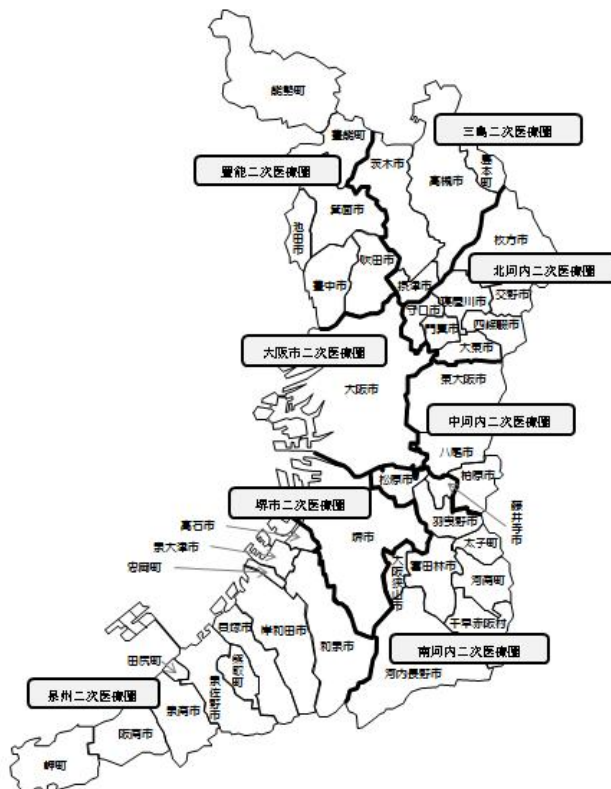 能勢町
三島二次医療圏
豊能町
茨木市
島本町
高槻市
豊能二次医療圏
箕面市
池田市
枚方市
吹田市
北河内二次医療圏
豊中市
摂津市
寝屋川市
交野市
守口市
門真市
四條畷市
大東市
大阪市二次医療圏
東大阪市
大阪市
中河内二次医療圏
八尾市
松原市
柏原市
藤井寺市
堺市二次医療圏
羽曳野市
高石市
堺市
太子町
泉大津市
大阪狭山市
富田林市
忠岡町
河南町
貝塚市
岸和田市
和泉市
千早赤阪村
南河内二次医療圏
田尻町
熊取町
河内長野市
泉州二次医療圏
泉佐野市
泉南市
阪南市
岬町